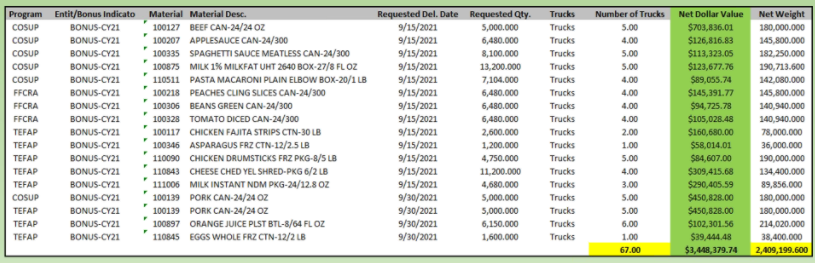 Program Entit/Bonus Indicato Material Material Desc. Requested Del. Date Requested Qty. Trucks Number of Trucks Net Dollar Value Net Weight
COSUP BONUS-CY21 100127 BEEF CAN-24/24 OZ 9/15/2021 5,000.000 Trucks 5.00 $703,836.01 180,000.000
COSUP BONUS-CY21 100207 APPLESAUCE CAN-24/300 9/15/2021 6,480.000 Trucks 4.00 $126,816.83 145,800.000
COSUP BONUS-CY21 100335 SPAGHETTI SAUCE MEATLESS CAN-24/300 9/15/2021 8,100.000 Trucks 5.00 $113,323.05 182,250.000
COSUP BONUS-CY21 100875 MILK 1% MILKFAT UHT 2640 BOX-27/8 FL OZ 9/15/2021 13,200.000 Trucks 5.00 $123,677.76 190,713.600
COSUP BONUS-CY21 110511 PASTA MACARONI PLAIN ELBOW BOX-20/1 LB 9/15/2021 7,104.000 Trucks 4.00 $89,055.74 142,080.000
FFCRA BONUS-CY21 100218 PEACHES CLING SLICES CAN-24/300 9/15/2021 6,480.000 Trucks 4.00 $145,391.77 145,800.000
FFCRA BONUS-CY21 100306 BEANS GREEN CAN-24/300 9/15/2021 6,480.000 Trucks 4.00 $94,725.78 140,940.000
FFCRA BONUS-CY21 100328 TOMATO DICED CAN-24/300 9/15/2021 6,480.000 Trucks 4.00 $105,028.48 140,940.000
TEFAP BONUS-CY21 100117 CHICKEN FAJITA STRIPS CTN-30 LB 9/15/2021 2,600.000 Trucks 2.00 $160,680.00 78,000.000
TEFAP BONUS-CY21 100346 ASPARAGUS FRZ CTN-12/2.5 LB 9/15/2021 1,200.000 Trucks 1.00 $58,014.01 36,000.000
TEFAP BONUS-CY21 110090 CHICKEN DRUMSTICKS FRZ PKG-8/5 LB 9/15/2021 4,750.000 Trucks 5.00 $84,607.00 190,000.000
TEFAP BONUS-CY21 110843 CHEESE CHED YEL SHRED-PKG 6/2 LB 9/15/2021 11,200.000 Trucks 4.00 $309,415.68 134,400.000
TEFAP BONUS-CY21 111006 MILK INSTANT NDM PKG-24/12.8 OZ 9/15/2021 4,680.000 Trucks 3.00 $290,405.59 89,856.000
COSUP BONUS-CY21 100139 PORK CAN-24/24 OZ 9/30/2021 5,000.000 Trucks 5.00 $450,828.00 180,000.000
TEFAP BONUS-CY21 100139 PORK CAN-24/24 OZ 9/30/2021 5,000.000 Trucks 5.00 $450,828.00 180,000.000
TEFAP BONUS-CY21 100897 ORANGE JUICE PLST BTL-8/64 FL OZ 9/30/2021 6,150.000 Trucks 6.00 $102,301.56 214,020.000
TEFAP BONUS-CY21 110845 EGGS WHOLE FRZ CTN-12/2 LB 9/30/2021 1,600.000 Trucks 1.00 $39,444.48 38,400.000
67.00 $3,448,379.74 2,409,199.600